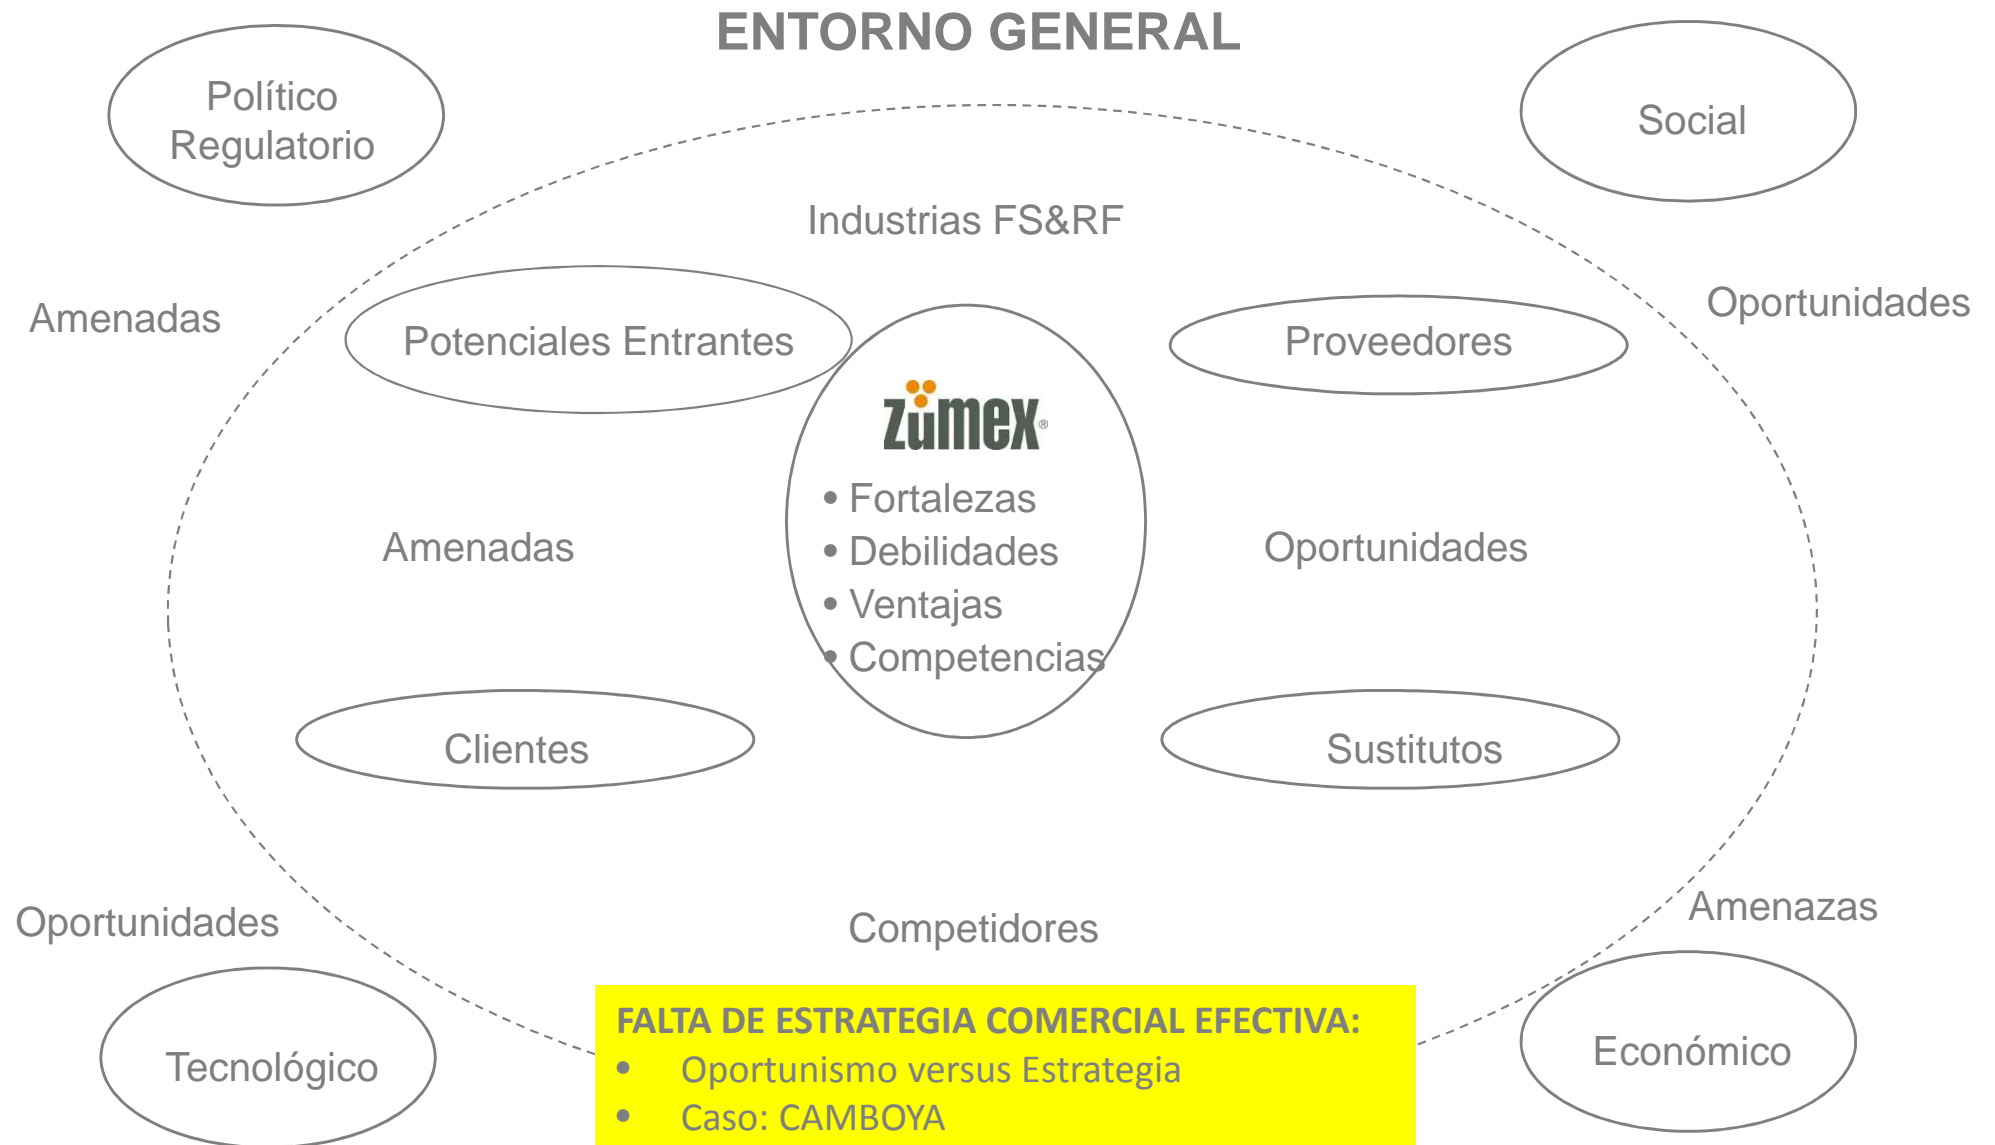 ENTORNO GENERAL
Político
Regulatorio
Social
Industrias FS&RF
Amenadas
Oportunidades
Potenciales Entrantes
Proveedores
zümex®
• Fortalezas
• Debilidades
• Ventajas
• Competencias
Amenadas
Oportunidades
Clientes
Sustitutos
Oportunidades
Competidores
Amenazas
Tecnológico
Económico
FALTA DE ESTRATEGIA COMERCIAL EFECTIVA:
• Oportunismo versus Estrategia
• Caso: CAMBOYA